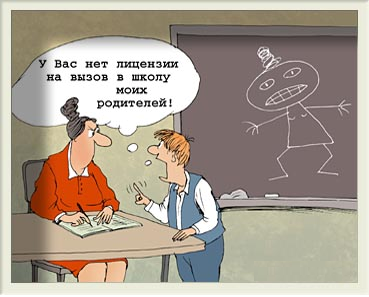 У Вас нет лицензии
на вызов в школу
моих
родителей!